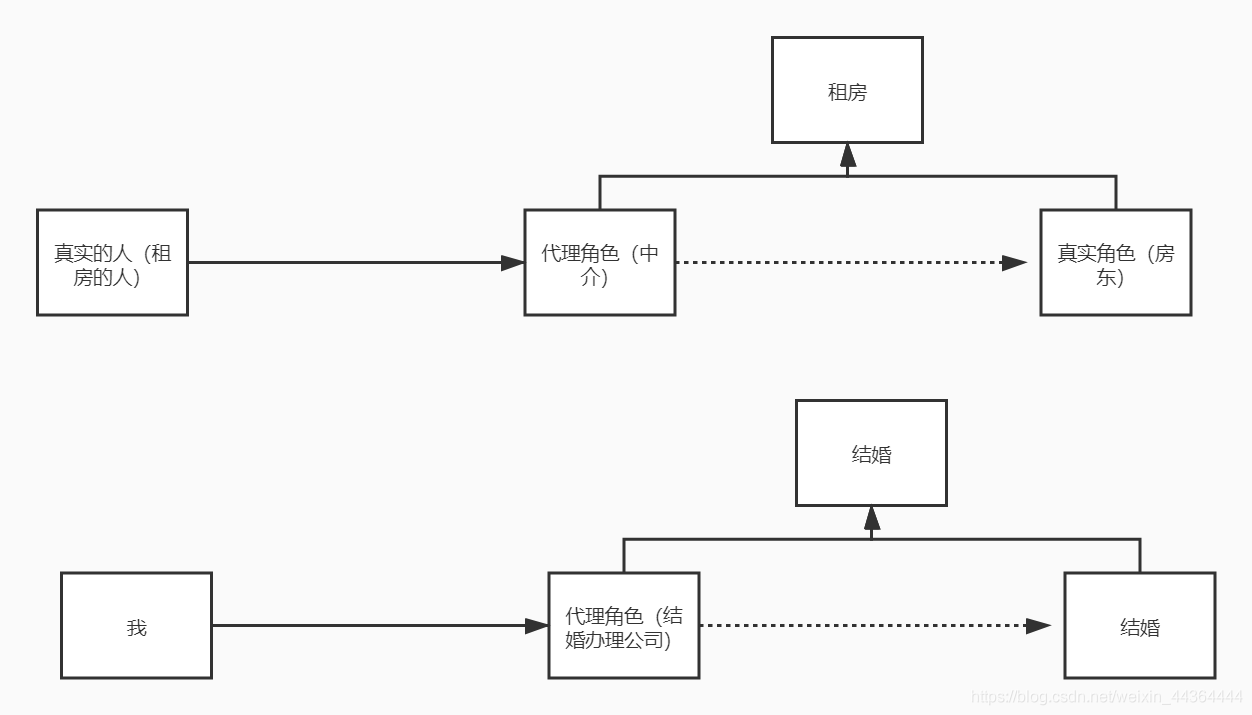 租房
真实的人（租
房的人）
代理角色（中
介）
真实角色（房
东）
结婚
我
代理角色（结
婚办理公司）
结婚
https://blog.csdn.net/weixin_44364444